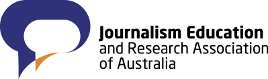 Journalism Education
and Research Association
of Australia